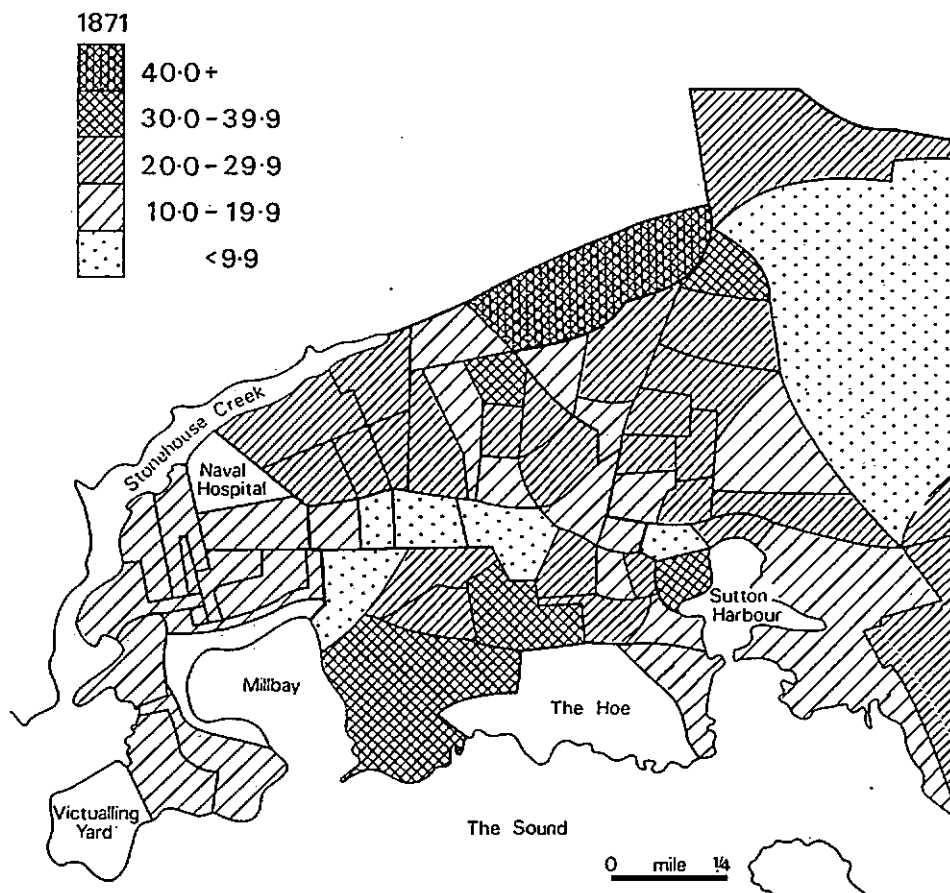 1871
40·0+
30·0–39·9
20·0–29·9
10·0–19·9
<9·9
Stonehouse Creek
Naval
Hospital
Sutton
Harbour
Millbay
The Hoe
Victualling
Yard
The Sound
0 mile 1/4